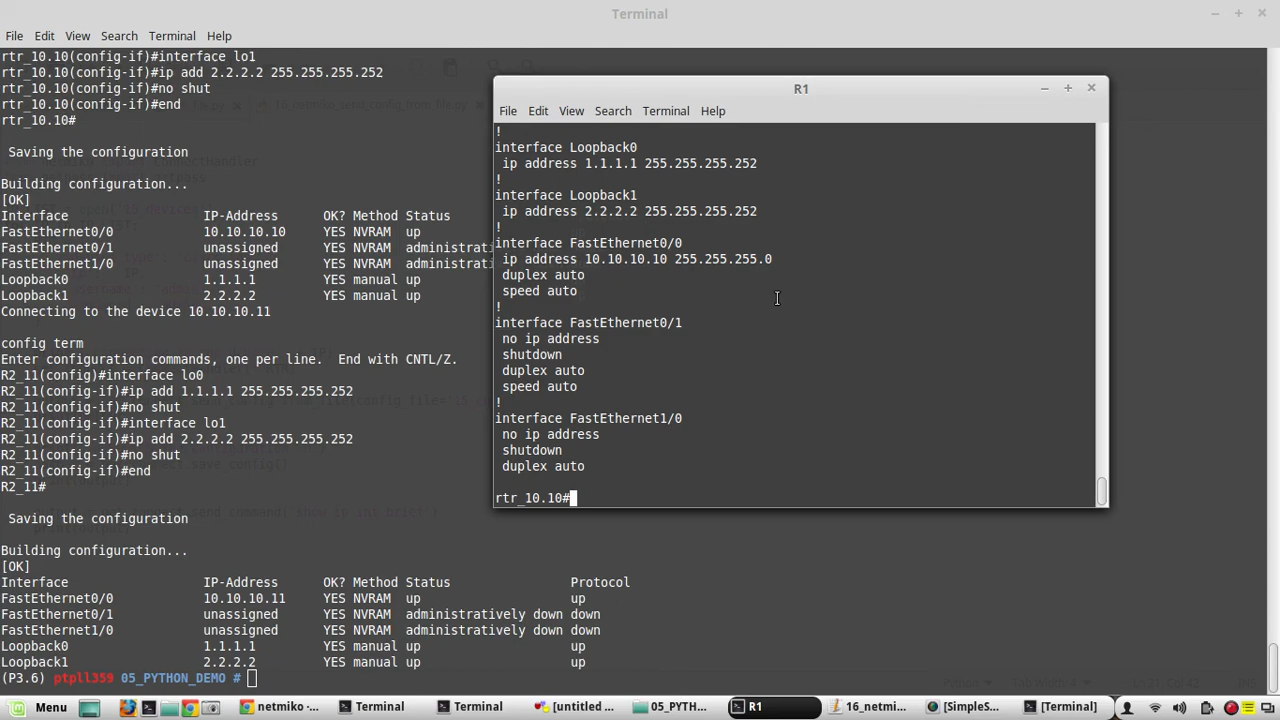 Terminal
File Edit View Search Terminal Help
rtr_10.10(config-if)#interface lo1
rtr_10.10(config-if)#ip add 2.2.2.2 255.255.255.252
rtr_10.10(config-if)#no shut
rtr_10.10(config-if)#end
rtr_10.10#
Saving the configuration
Building configuration...
[OK]
Interface IP-Address OK? Method Status
FastEthernet0/0 10.10.10.10 YES NVRAM up
FastEthernet0/1 unassigned YES NVRAM administrati
FastEthernet1/0 unassigned YES NVRAM administrati
Loopback0 1.1.1.1 YES manual up
Loopback1 2.2.2.2 YES manual up
Connecting to the device 10.10.10.11
config term
Enter configuration commands, one per line. End with CNTL/Z.
R2_11(config)#interface lo0
R2_11(config-if)#ip add 1.1.1.1 255.255.255.252
R2_11(config-if)#no shut
R2_11(config-if)#interface lo1
R2_11(config-if)#ip add 2.2.2.2 255.255.255.252
R2_11(config-if)#no shut
R2_11(config-if)#end
R2_11#
Saving the configuration
Building configuration...
[OK]
Interface IP-Address OK? Method Status Protocol
FastEthernet0/0 10.10.10.11 YES NVRAM up up
FastEthernet0/1 unassigned YES NVRAM administratively down down
FastEthernet1/0 unassigned YES NVRAM administratively down down
Loopback0 1.1.1.1 YES manual up up
Loopback1 2.2.2.2 YES manual up up
(P3.6) ptpll359 05_PYTHON_DEMO #
R1
File Edit View Search Terminal Help
!
interface Loopback0
ip address 1.1.1.1 255.255.255.252
!
interface Loopback1
ip address 2.2.2.2 255.255.255.252
!
interface FastEthernet0/0
ip address 10.10.10.10 255.255.255.0
duplex auto
speed auto
!
interface FastEthernet0/1
no ip address
shutdown
duplex auto
speed auto
!
interface FastEthernet1/0
no ip address
shutdown
duplex auto
rtr_10.10#
Menu netmiko -... Terminal Terminal [untitled ... 05_PYTH... R1 16_netmi... [SimpleS... [Terminal]